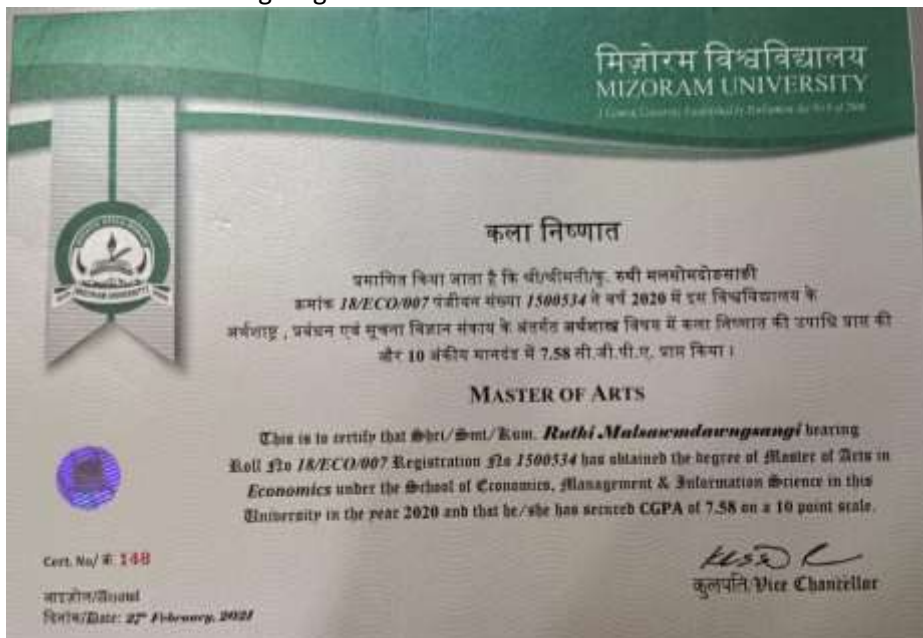 मिज़ोरम विश्वविद्यालय
MIZORAM UNIVERSITY
MIZORAM UNIVERSITY
कला निष्णात
प्रमाणित किया जाता है कि श्री/श्रीमती/कु. रुथी
क्रमांक 18/ECO/007 पंजीयन संख्या 1500534 ने वर्ष 2020 में इस विश्वविद्यालय के
प्रबंधन एवं सूचना विज्ञान संकाय के अंतर्गत अर्थशास्त्र विषय में कला निष्णात की उपाधि प्राप्त की
और 10 अंकीय मानदंड में 7.58 सी.जी.पी.ए. प्राप्त किया ।
MASTER OF ARTS
This is to certify that Shri/Smt/Kum. Ruthi Malsawmdawngsangi bearing
Roll No 18/ECO/007 Registration No 1500534 has obtained the degree of Master of Arts in
Economics under the School of Economics, Management & Information Science in this
University in the year 2020 and that he/she has secured CGPA of 7.58 on a 10 point scale.
Cert. No/ क्र. 148
कुलपति/Vice Chancellor
आइज़ोल/Aizawl
दिनांक/Date: 27th February, 2021